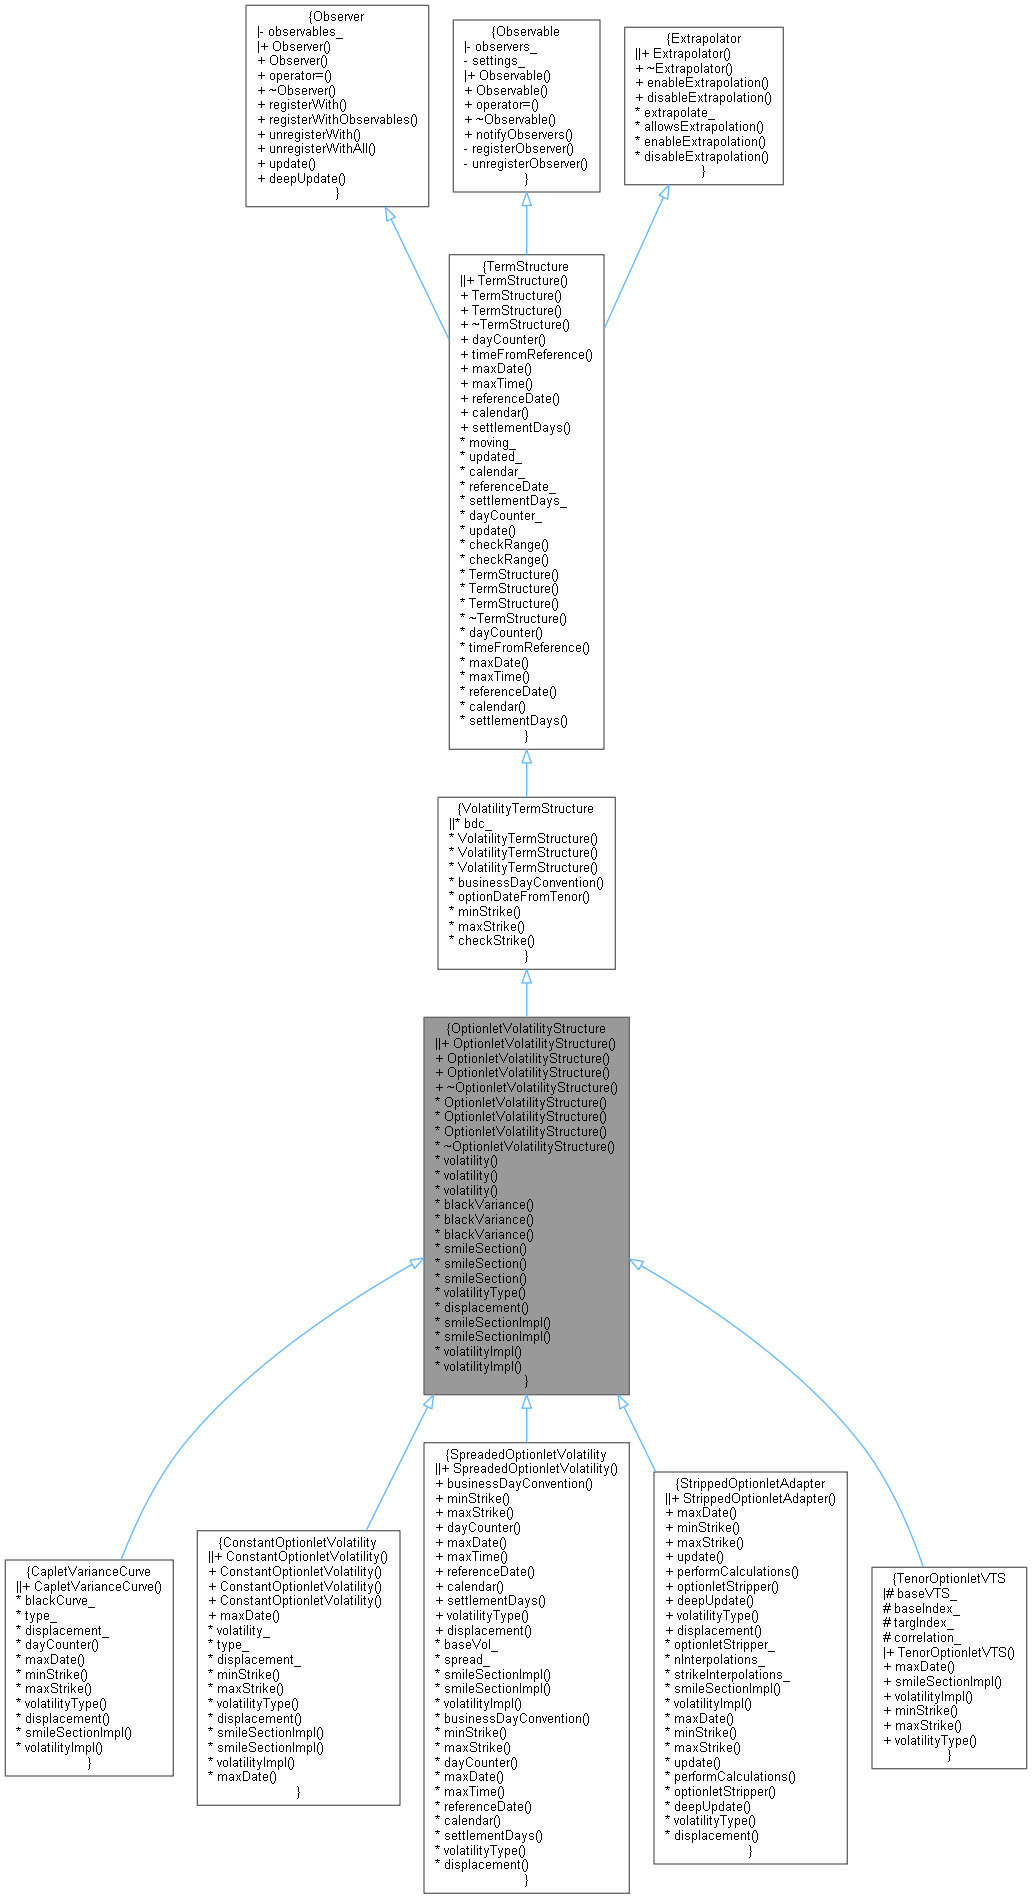 {Observer
|- observables_
|+ Observer()
+ Observer()
+ operator=()
+ ~Observer()
+ registerWith()
+ registerWithObservables()
+ unregisterWith()
+ unregisterWithAll()
+ update()
+ deepUpdate()
}
{Observable
|- observers_
- settings_
|+ Observable()
+ Observable()
+ operator=()
+ ~Observable()
+ notifyObservers()
- registerObserver()
- unregisterObserver()
}
{Extrapolator
||+ Extrapolator()
+ ~Extrapolator()
+ enableExtrapolation()
+ disableExtrapolation()
* extrapolate_
* allowsExtrapolation()
* enableExtrapolation()
* disableExtrapolation()
}
{TermStructure
||+ TermStructure()
+ TermStructure()
+ TermStructure()
+ ~TermStructure()
+ dayCounter()
+ timeFromReference()
+ maxDate()
+ maxTime()
+ referenceDate()
+ calendar()
+ settlementDays()
* moving_
* updated_
* calendar_
* referenceDate_
* settlementDays_
* dayCounter_
* update()
* checkRange()
* checkRange()
* TermStructure()
* TermStructure()
* TermStructure()
* ~TermStructure()
* dayCounter()
* timeFromReference()
* maxDate()
* maxTime()
* referenceDate()
* calendar()
* settlementDays()
}
{VolatilityTermStructure
||* bdc_
* VolatilityTermStructure()
* VolatilityTermStructure()
* VolatilityTermStructure()
* businessDayConvention()
* optionDateFromTenor()
* minStrike()
* maxStrike()
* checkStrike()
}
{OptionletVolatilityStructure
||+ OptionletVolatilityStructure()
+ OptionletVolatilityStructure()
+ OptionletVolatilityStructure()
+ ~OptionletVolatilityStructure()
* OptionletVolatilityStructure()
* OptionletVolatilityStructure()
* OptionletVolatilityStructure()
* ~OptionletVolatilityStructure()
* volatility()
* volatility()
* volatility()
* blackVariance()
* blackVariance()
* blackVariance()
* smileSection()
* smileSection()
* smileSection()
* volatilityType()
* displacement()
* smileSectionImpl()
* smileSectionImpl()
* volatilityImpl()
* volatilityImpl()
}
{CapletVarianceCurve
||+ CapletVarianceCurve()
* blackCurve_
* type_
* displacement_
* dayCounter()
* maxDate()
* minStrike()
* maxStrike()
* volatilityType()
* displacement()
* smileSectionImpl()
* volatilityImpl()
}
{ConstantOptionletVolatility
||+ ConstantOptionletVolatility()
+ ConstantOptionletVolatility()
+ ConstantOptionletVolatility()
+ ConstantOptionletVolatility()
+ maxDate()
* volatility_
* type_
* displacement_
* minStrike()
* maxStrike()
* volatilityType()
* displacement()
* smileSectionImpl()
* smileSectionImpl()
* volatilityImpl()
* maxDate()
}
{SpreadedOptionletVolatility
||+ SpreadedOptionletVolatility()
+ businessDayConvention()
+ minStrike()
+ maxStrike()
+ dayCounter()
+ maxDate()
+ maxTime()
+ referenceDate()
+ calendar()
+ settlementDays()
+ volatilityType()
+ displacement()
* baseVol_
* spread_
* smileSectionImpl()
* smileSectionImpl()
* volatilityImpl()
* businessDayConvention()
* minStrike()
* maxStrike()
* dayCounter()
* maxDate()
* maxTime()
* referenceDate()
* calendar()
* settlementDays()
* volatilityType()
* displacement()
}
{StrippedOptionletAdapter
||+ StrippedOptionletAdapter()
+ maxDate()
+ minStrike()
+ maxStrike()
+ update()
+ performCalculations()
+ optionletStripper()
+ deepUpdate()
+ volatilityType()
+ displacement()
* optionletStripper_
* nInterpolations_
* strikeInterpolations_
* smileSectionImpl()
* volatilityImpl()
* maxDate()
* minStrike()
* maxStrike()
* update()
* performCalculations()
* optionletStripper()
* deepUpdate()
* volatilityType()
* displacement()
}
{TenorOptionletVTS
|# baseVTS_
# baseIndex_
# targIndex_
# correlation_
|+ TenorOptionletVTS()
+ maxDate()
+ smileSectionImpl()
+ volatilityImpl()
+ minStrike()
+ maxStrike()
+ volatilityType()
}